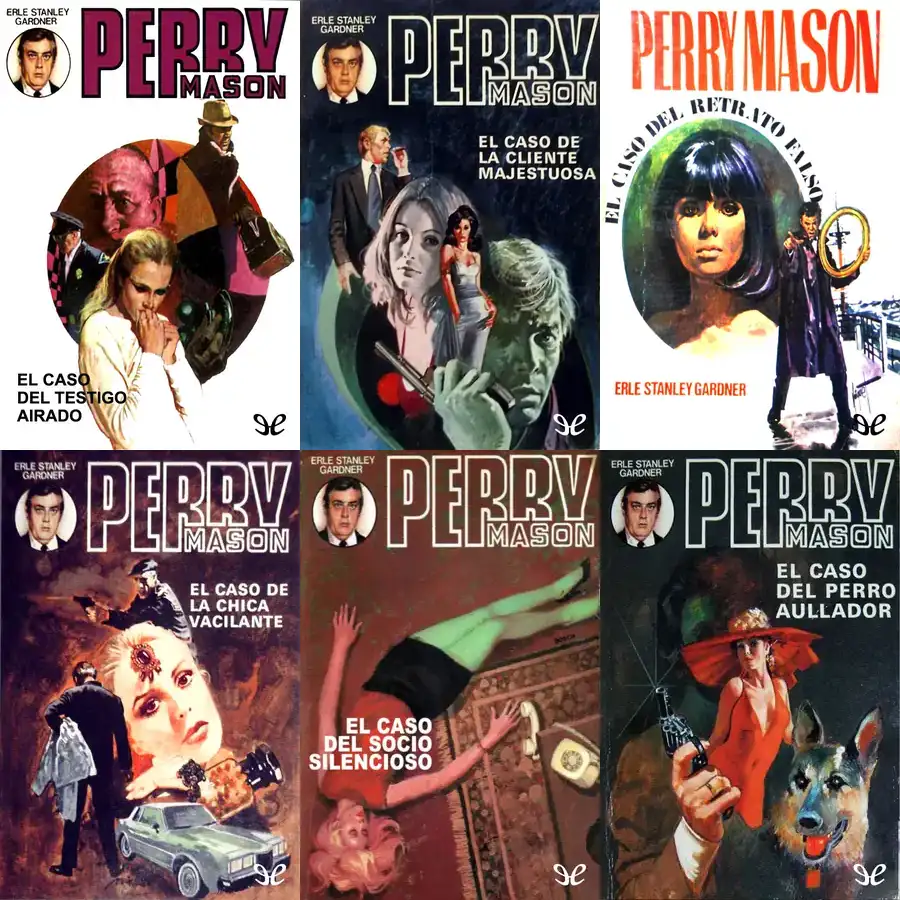 ERLE STANLEY
GARDNER
PERRY
MASON
EL CASO
DEL TESTIGO
AIRADO
ERLE STANLEY
GARDNER
PERRY
MASON
EL CASO DE
LA CLIENTE
MAJESTUOSA
PERRY MASON
EL CASO DEL RETRATO FALSO
ERLE STANLEY GARDNER
ERLE STANLEY
GARDNER
PERRY
MASON
EL CASO DE
LA CHICA
VACILANTE
ERLE STANLEY
GARDNER
PERRY
MASON
BOSCH
EL CASO
DEL SOCIO
SILENCIOSO
ERLE STANLEY
GARDNER
PERRY
MASON
EL CASO
DEL PERRO
AULLADOR